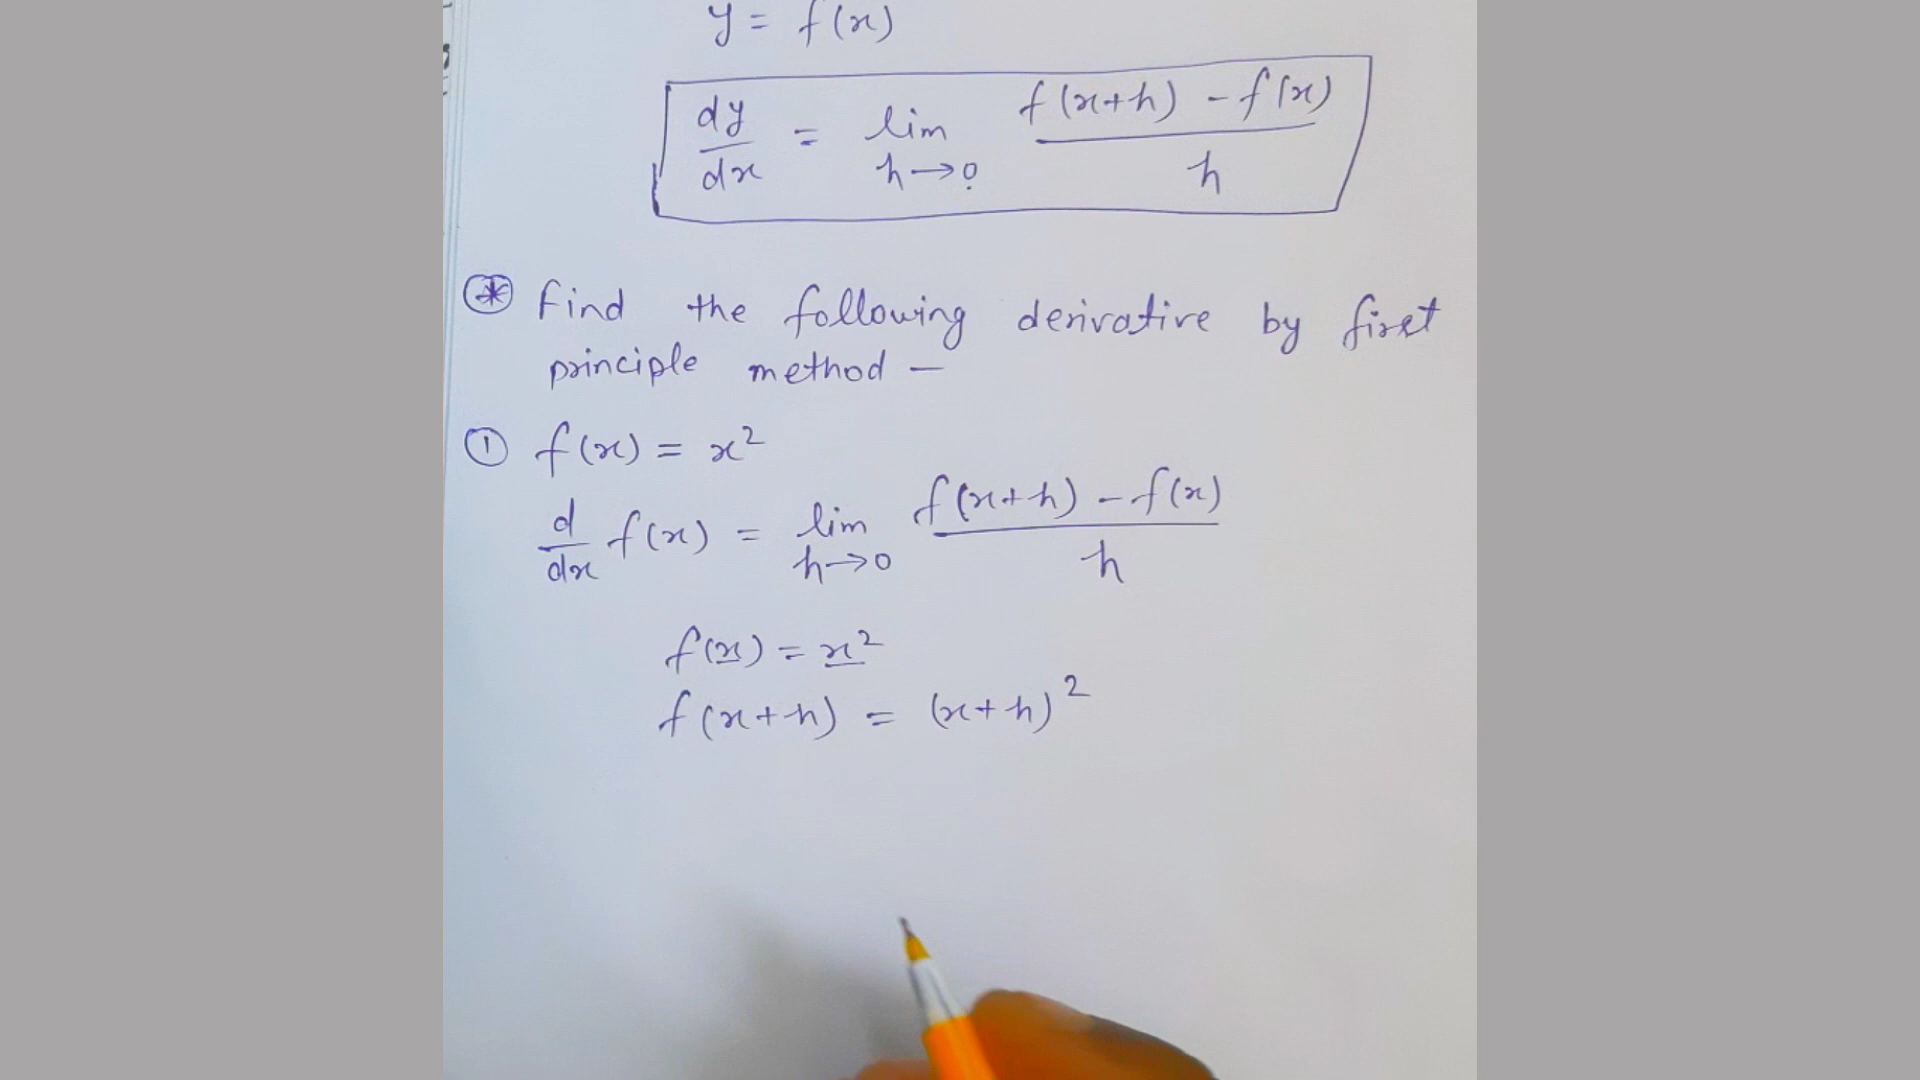 y = f(x)
dy/dx = lim h→0 f(x+h) - f(x) / h
* Find the following derivative by first
principle method —
① f(x) = x²
d/dx f(x) = lim h→0 f(x+h) - f(x) / h
f(x) = x²
f(x+h) = (x+h)²